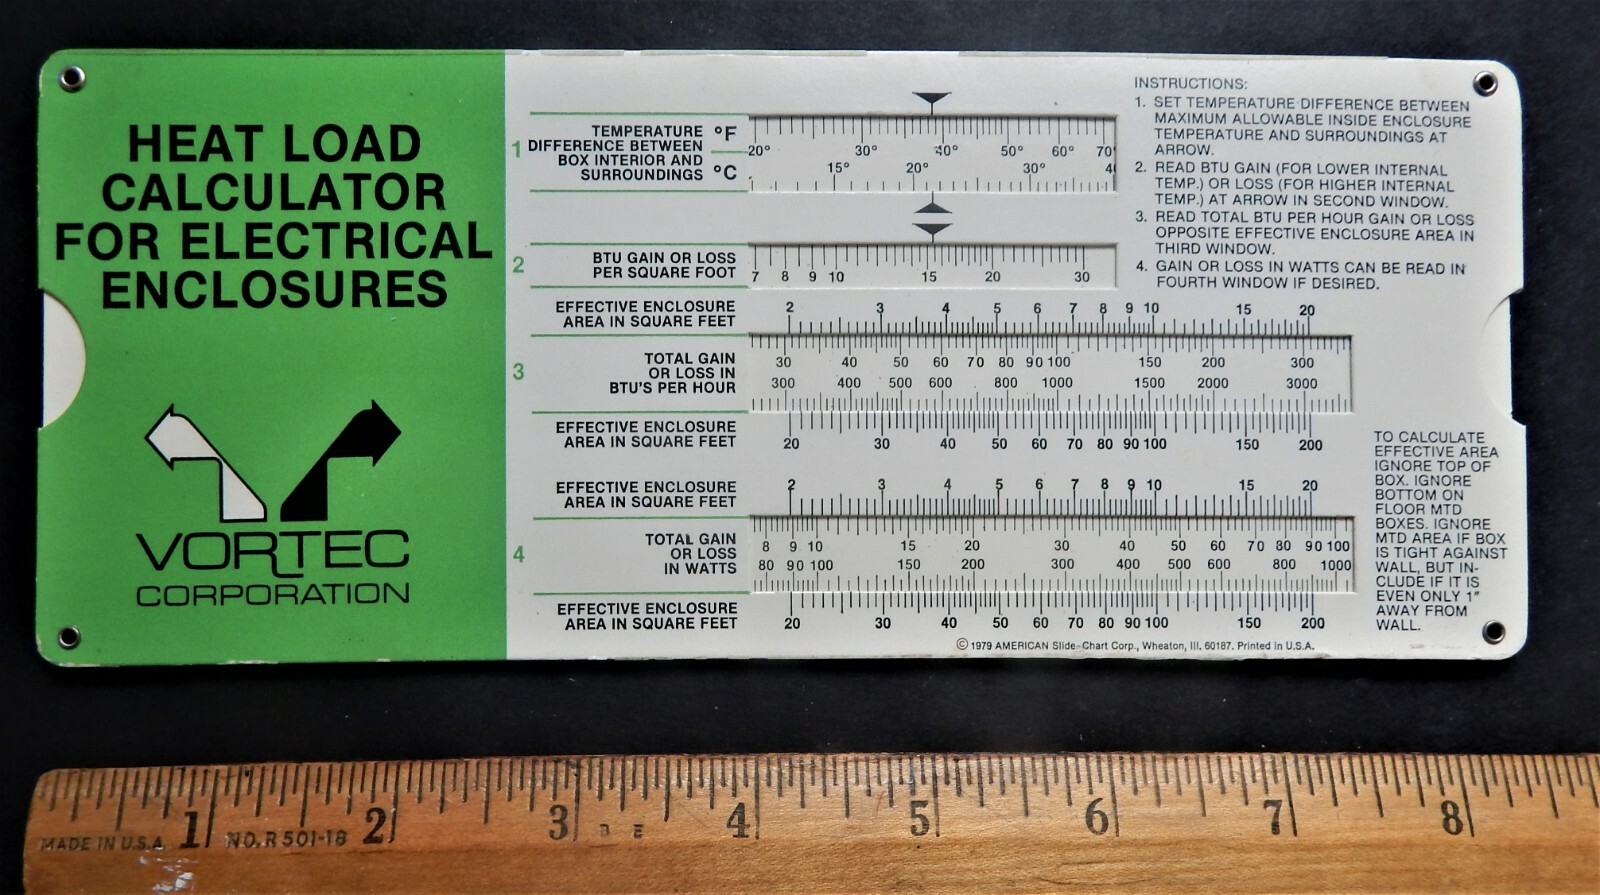 HEAT LOAD
CALCULATOR
FOR ELECTRICAL
ENCLOSURES
VORTEC
CORPORATION
1
TEMPERATURE °F
DIFFERENCE BETWEEN
BOX INTERIOR AND
SURROUNDINGS °C
20° 30° 40° 50° 60° 70°
15° 20° 30° 4
2
BTU GAIN OR LOSS
PER SQUARE FOOT
7 8 9 10 15 20 30
EFFECTIVE ENCLOSURE
AREA IN SQUARE FEET
2 3 4 5 6 7 8 9 10 15 20
3
TOTAL GAIN
OR LOSS IN
BTU'S PER HOUR
30 40 50 60 70 80 90 100 150 200 300
300 400 500 600 800 1000 1500 2000 3000
EFFECTIVE ENCLOSURE
AREA IN SQUARE FEET
20 30 40 50 60 70 80 90 100 150 200
EFFECTIVE ENCLOSURE
AREA IN SQUARE FEET
2 3 4 5 6 7 8 9 10 15 20
4
TOTAL GAIN
OR LOSS
IN WATTS
8 9 10 15 20 30 40 50 60 70 80 90 100
80 90 100 150 200 300 400 500 600 800 1000
EFFECTIVE ENCLOSURE
AREA IN SQUARE FEET
20 30 40 50 60 70 80 90 100 150 200
© 1979 AMERICAN Slide-Chart Corp., Wheaton, Ill. 60187. Printed in U.S.A.
INSTRUCTIONS:
1. SET TEMPERATURE DIFFERENCE BETWEEN
MAXIMUM ALLOWABLE INSIDE ENCLOSURE
TEMPERATURE AND SURROUNDINGS AT
ARROW.
2. READ BTU GAIN (FOR LOWER INTERNAL
TEMP.) OR LOSS (FOR HIGHER INTERNAL
TEMP.) AT ARROW IN SECOND WINDOW.
3. READ TOTAL BTU PER HOUR GAIN OR LOSS
OPPOSITE EFFECTIVE ENCLOSURE AREA IN
THIRD WINDOW.
4. GAIN OR LOSS IN WATTS CAN BE READ IN
FOURTH WINDOW IF DESIRED.
TO CALCULATE
EFFECTIVE AREA
IGNORE TOP OF
BOX. IGNORE
BOTTOM ON
FLOOR MTD
BOXES. IGNORE
MTD AREA IF BOX
IS TIGHT AGAINST
WALL, BUT IN-
CLUDE IF IT IS
EVEN ONLY 1"
AWAY FROM
WALL.
1 2 3 4 5 6 7 8
MADE IN U.S.A. NO. R 501-18 B E